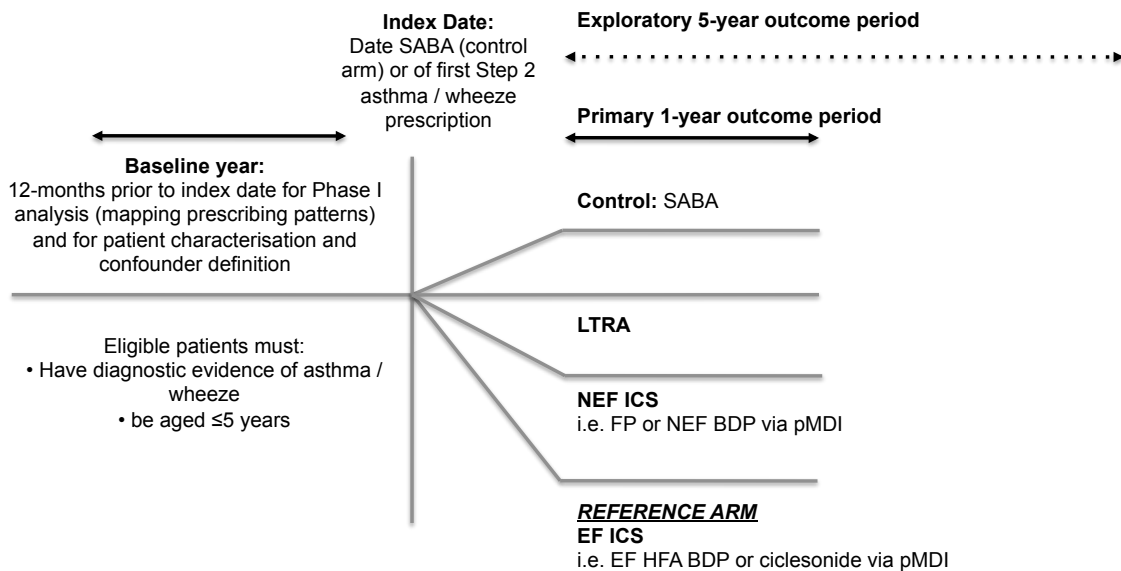 Index Date:
Date SABA (control
arm) or of first Step 2
asthma / wheeze
prescription
Exploratory 5-year outcome period
Primary 1-year outcome period
Baseline year:
12-months prior to index date for Phase I
analysis (mapping prescribing patterns)
and for patient characterisation and
confounder definition
Eligible patients must:
• Have diagnostic evidence of asthma /
wheeze
• be aged ≤5 years
Control: SABA
LTRA
NEF ICS
i.e. FP or NEF BDP via pMDI
REFERENCE ARM
EF ICS
i.e. EF HFA BDP or ciclesonide via pMDI